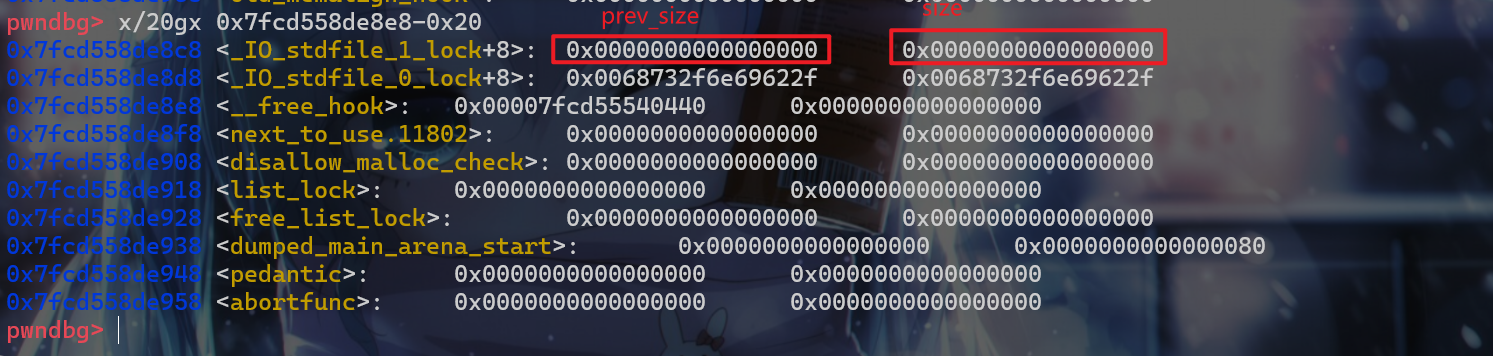 prev_size size
pwndbg> x/20gx 0x7fcd558de8e8-0x20
0x7fcd558de8c8 <_IO_stdfile_1_lock+8>: 0x0000000000000000 0x0000000000000000
0x7fcd558de8d8 <_IO_stdfile_0_lock+8>: 0x0068732f6e69622f 0x0068732f6e69622f
0x7fcd558de8e8 <__free_hook>: 0x00007fcd55540440 0x0000000000000000
0x7fcd558de8f8 <next_to_use.11802>: 0x0000000000000000 0x0000000000000000
0x7fcd558de908 <disallow_malloc_check>: 0x0000000000000000 0x0000000000000000
0x7fcd558de918 <list_lock>: 0x0000000000000000 0x0000000000000000
0x7fcd558de928 <free_list_lock>: 0x0000000000000000 0x0000000000000000
0x7fcd558de938 <dumped_main_arena_start>: 0x0000000000000000 0x0000000000000080
0x7fcd558de948 <pedantic>: 0x0000000000000000 0x0000000000000000
0x7fcd558de958 <abortfunc>: 0x0000000000000000 0x0000000000000000
pwndbg>